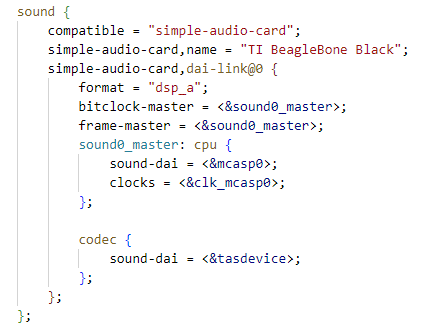 sound {
compatible = "simple-audio-card";
simple-audio-card,name = "TI BeagleBone Black";
simple-audio-card,dai-link@0 {
format = "dsp_a";
bitclock-master = <&sound0_master>;
frame-master = <&sound0_master>;
sound0_master: cpu {
sound-dai = <&mcasp0>;
clocks = <&clk_mcasp0>;
};
codec {
sound-dai = <&tasdevice>;
};
};
};